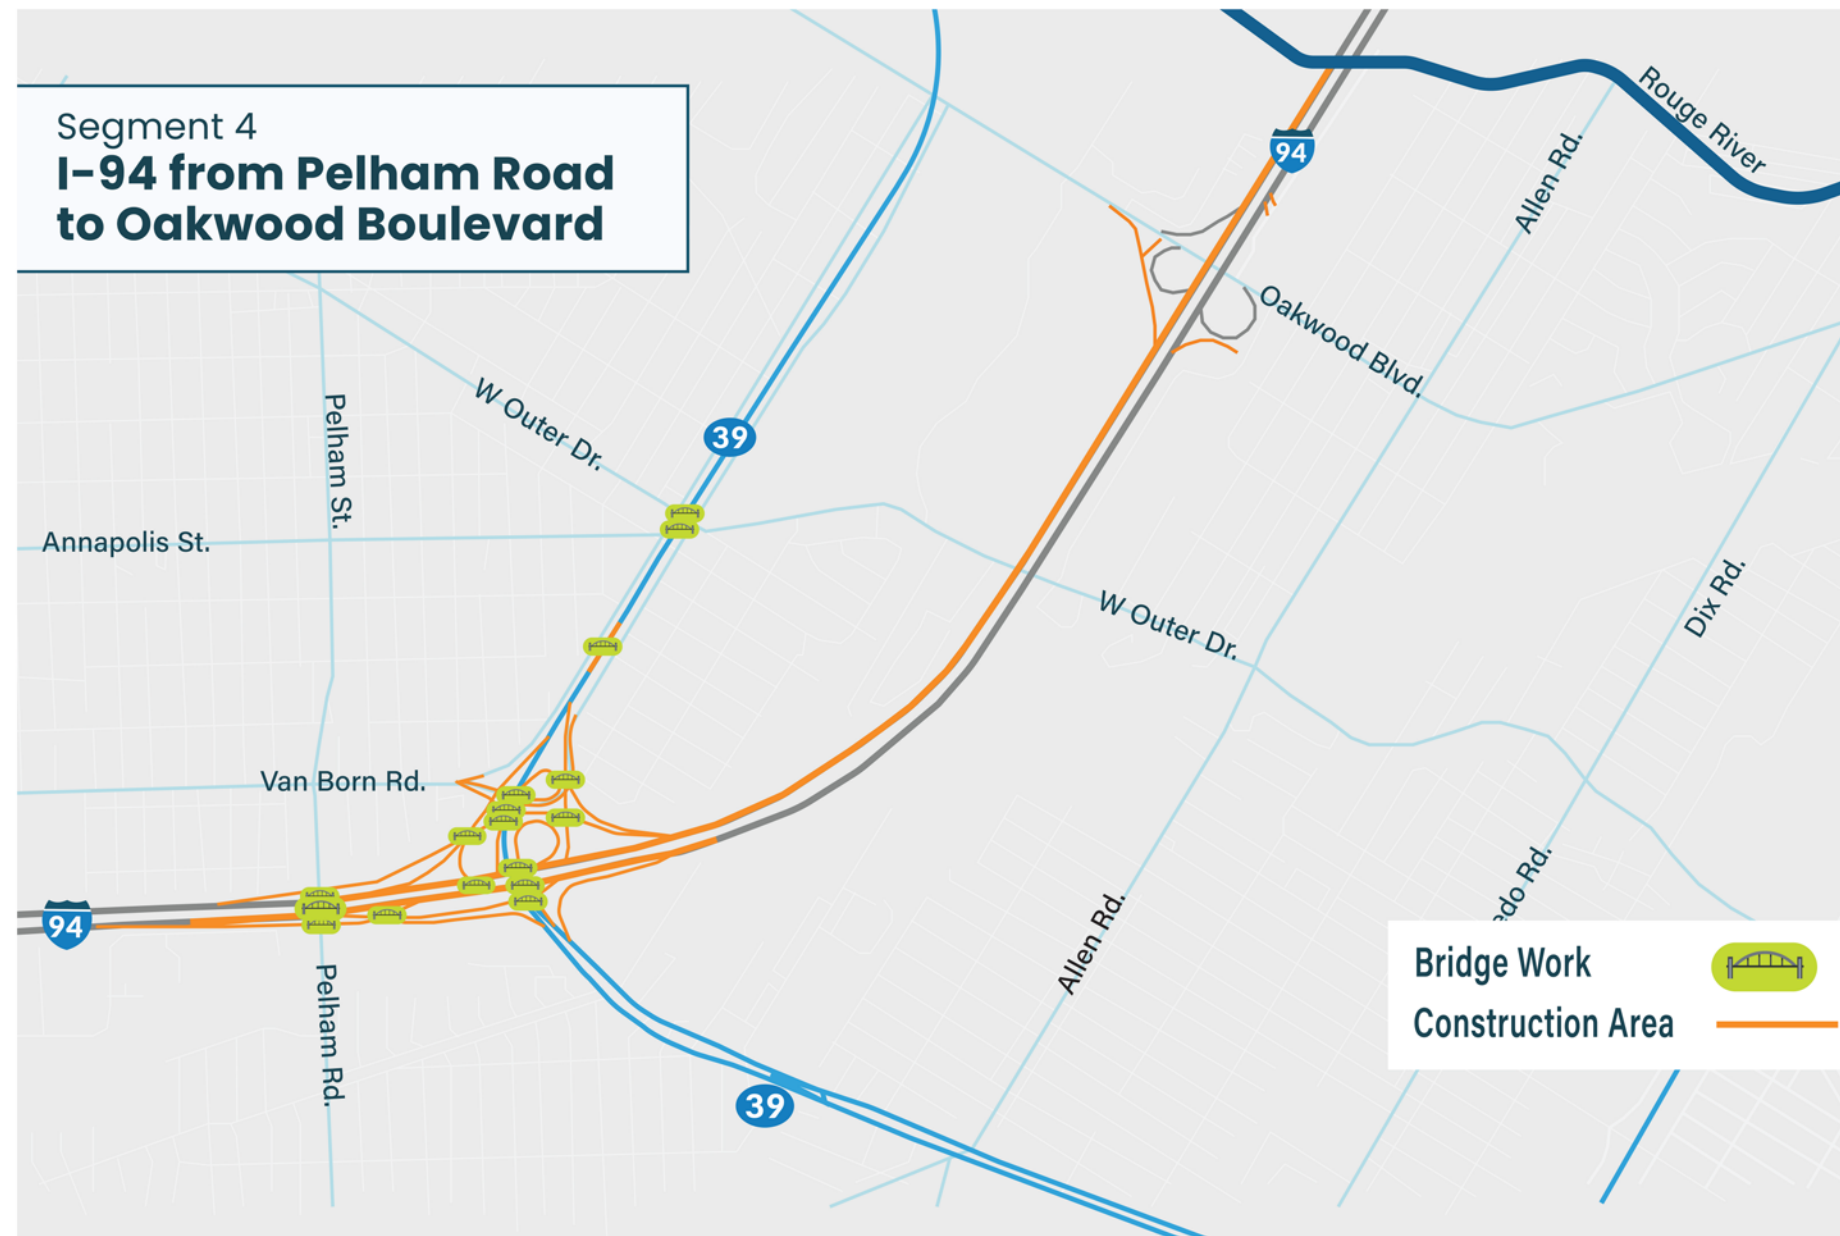 Segment 4
I-94 from Pelham Road
to Oakwood Boulevard
Rouge River
94
Allen Rd.
Oakwood Blvd.
Pelham St.
W Outer Dr.
39
Annapolis St.
W Outer Dr.
Dix Rd.
Van Born Rd.
94
Allen Rd.
edo Rd.
Pelham Rd.
39
Bridge Work
Construction Area